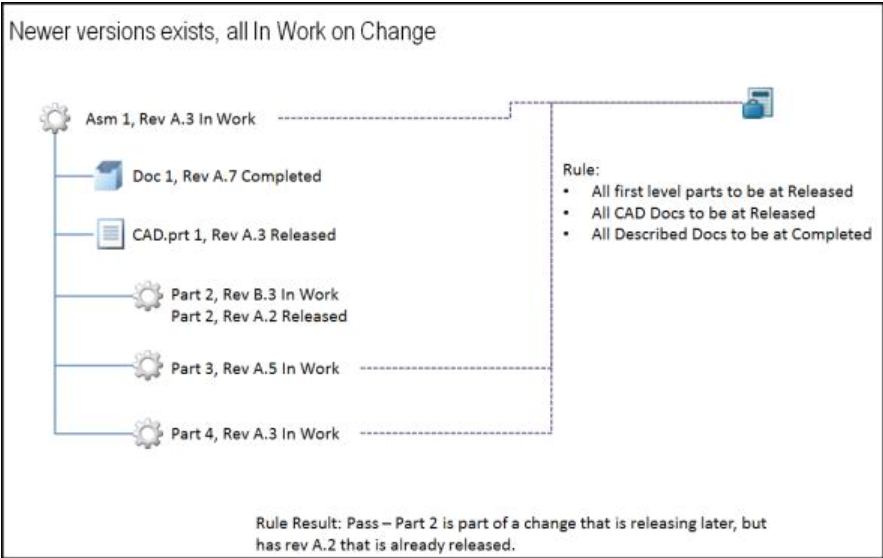 Newer versions exists, all In Work on Change
Asm 1, Rev A.3 In Work
Doc 1, Rev A.7 Completed
CAD.prt 1, Rev A.3 Released
Part 2, Rev B.3 In Work
Part 2, Rev A.2 Released
Part 3, Rev A.5 In Work
Part 4, Rev A.3 In Work
Rule:
• All first level parts to be at Released
• All CAD Docs to be at Released
• All Described Docs to be at Completed
Rule Result: Pass – Part 2 is part of a change that is releasing later, but
has rev A.2 that is already released.